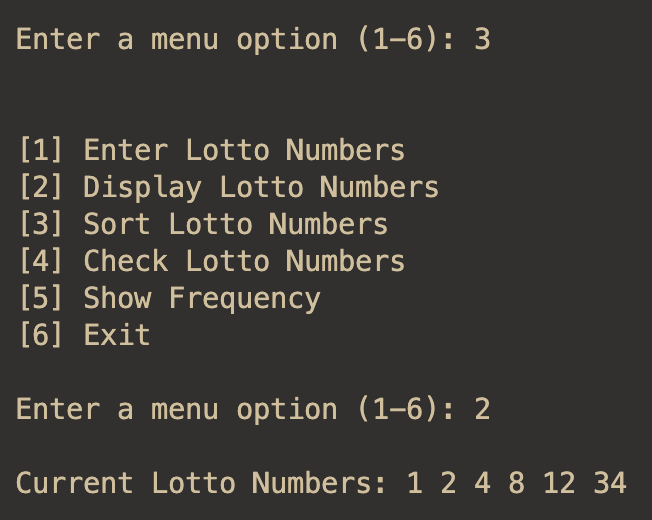 Enter a menu option (1–6): 3
[1] Enter Lotto Numbers
[2] Display Lotto Numbers
[3] Sort Lotto Numbers
[4] Check Lotto Numbers
[5] Show Frequency
[6] Exit
Enter a menu option (1–6): 2
Current Lotto Numbers: 1 2 4 8 12 34